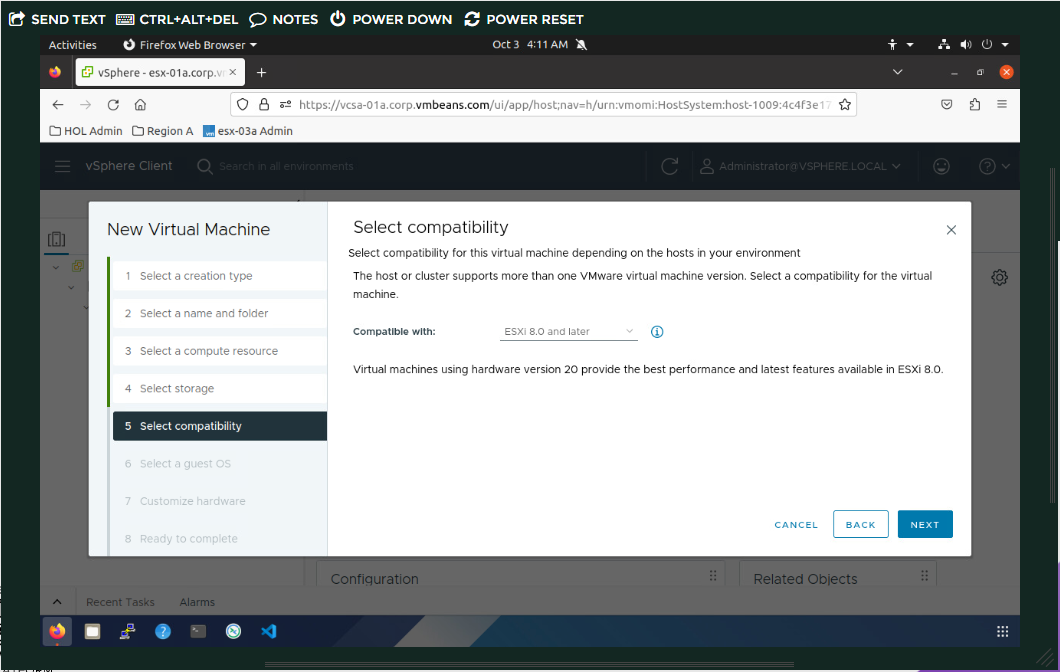 SEND TEXT CTRL+ALT+DEL NOTES POWER DOWN POWER RESET
Activities Firefox Web Browser Oct 3 4:11 AM
vSphere - esx-01a.corp.v
https://vcsa-01a.corp.vmbeans.com/ui/app/host;nav=h/urn:vmomi:HostSystem:host-1009:4c4f3e17
HOL Admin Region A vm esx-03a Admin
vSphere Client Search in all environments Administrator@VSPHERE.LOCAL
New Virtual Machine
1 Select a creation type
2 Select a name and folder
3 Select a compute resource
4 Select storage
5 Select compatibility
6 Select a guest OS
7 Customize hardware
8 Ready to complete
Select compatibility
Select compatibility for this virtual machine depending on the hosts in your environment
The host or cluster supports more than one VMware virtual machine version. Select a compatibility for the virtual
machine.
Compatible with: ESXi 8.0 and later
Virtual machines using hardware version 20 provide the best performance and latest features available in ESXi 8.0.
CANCEL BACK NEXT
Configuration Related Objects
Recent Tasks Alarms